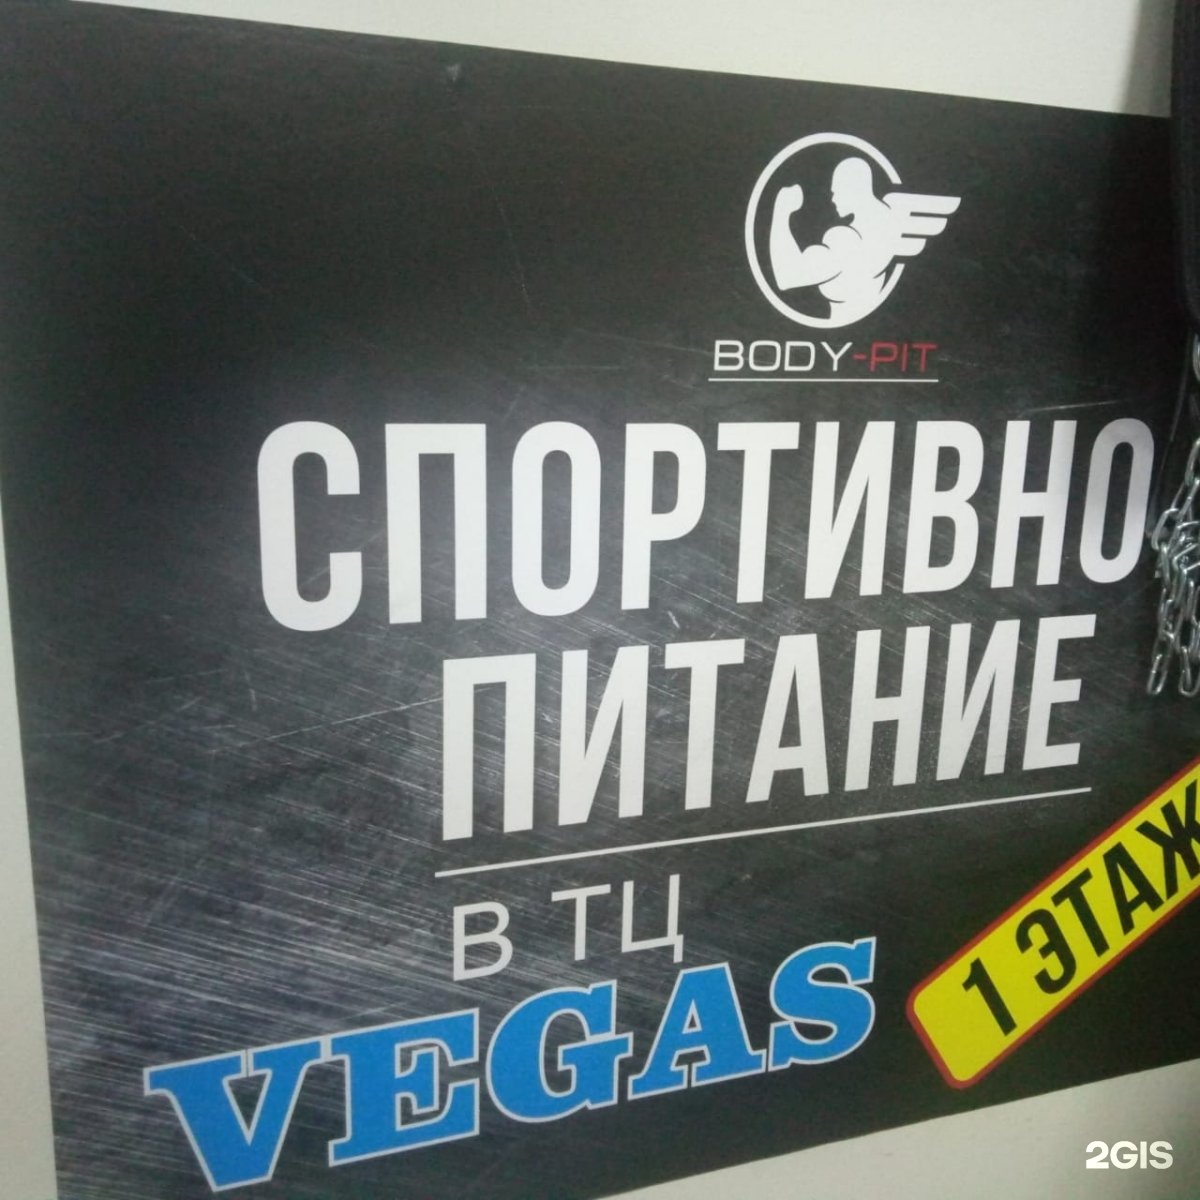 BODY-PIT
СПОРТИВНО
ПИТАНИЕ
В ТЦ
VEGAS
1 ЭТАЖ
2GIS